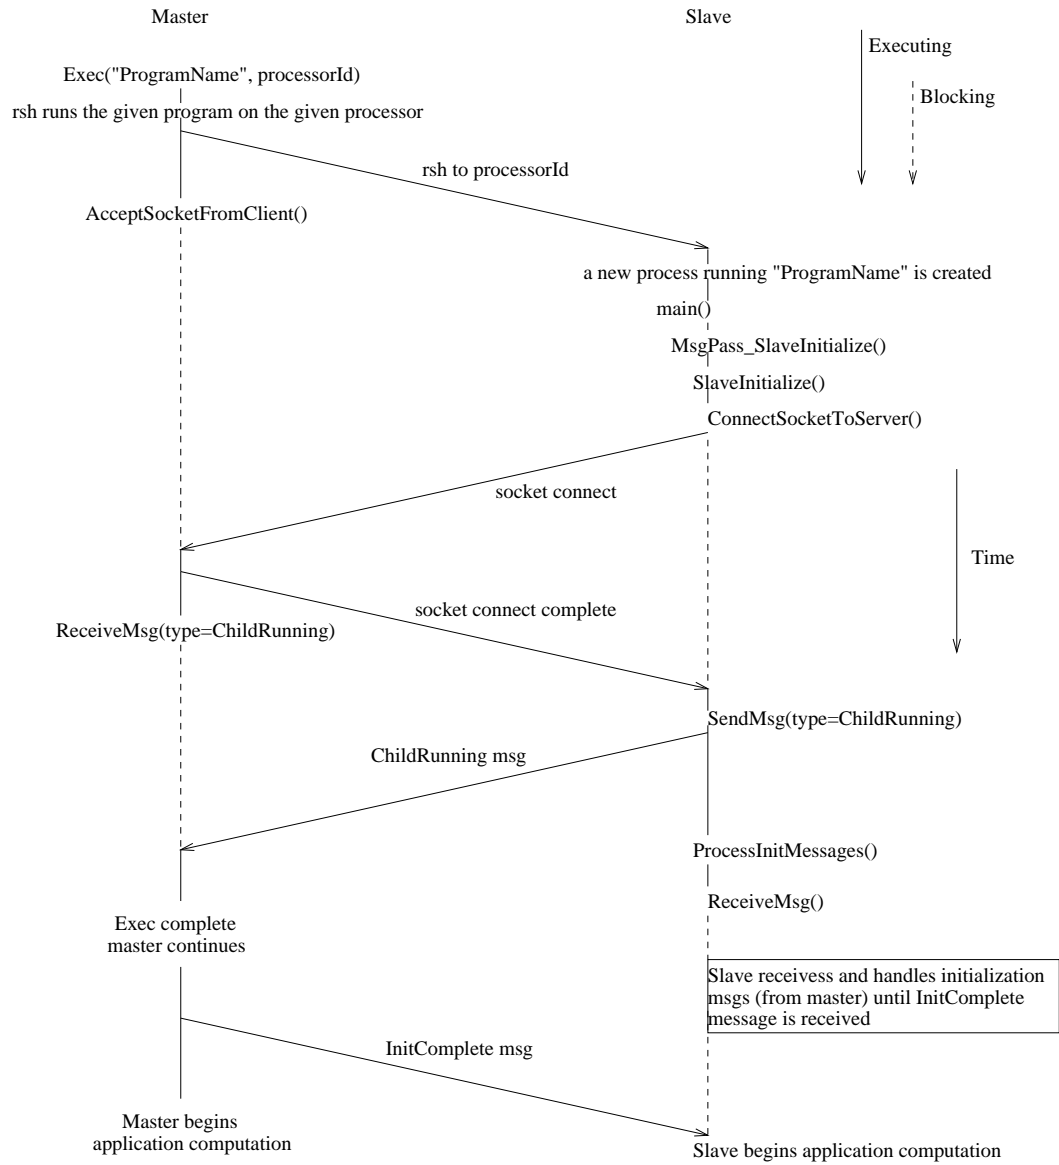 Master
Slave
Executing
Exec("ProgramName", processorId)
Blocking
rsh runs the given program on the given processor
rsh to processorId
AcceptSocketFromClient()
a new process running "ProgramName" is created
main()
MsgPass_SlaveInitialize()
SlaveInitialize()
ConnectSocketToServer()
socket connect
Time
socket connect complete
ReceiveMsg(type=ChildRunning)
SendMsg(type=ChildRunning)
ChildRunning msg
ProcessInitMessages()
ReceiveMsg()
Exec complete
master continues
Slave receivess and handles initialization
msgs (from master) until InitComplete
message is received
InitComplete msg
Master begins
application computation
Slave begins application computation